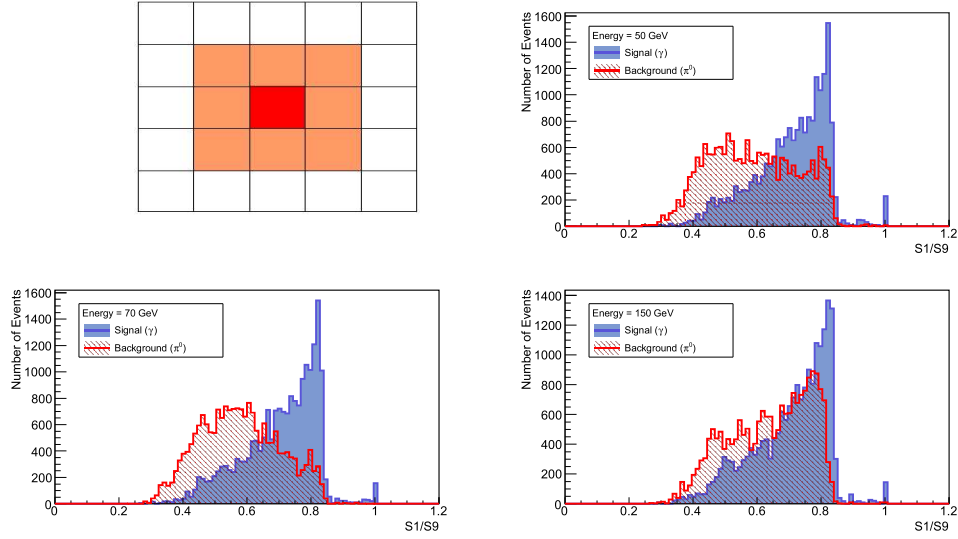 Number of Events
1600
1400
1200
1000
800
600
400
200
0
Energy = 50 GeV
Signal (γ)
Background (π⁰)
0 0.2 0.4 0.6 0.8 1 1.2
S1/S9
Number of Events
1600
1400
1200
1000
800
600
400
200
0
Energy = 70 GeV
Signal (γ)
Background (π⁰)
0 0.2 0.4 0.6 0.8 1 1.2
S1/S9
Number of Events
1400
1200
1000
800
600
400
200
0
Energy = 150 GeV
Signal (γ)
Background (π⁰)
0 0.2 0.4 0.6 0.8 1 1.2
S1/S9